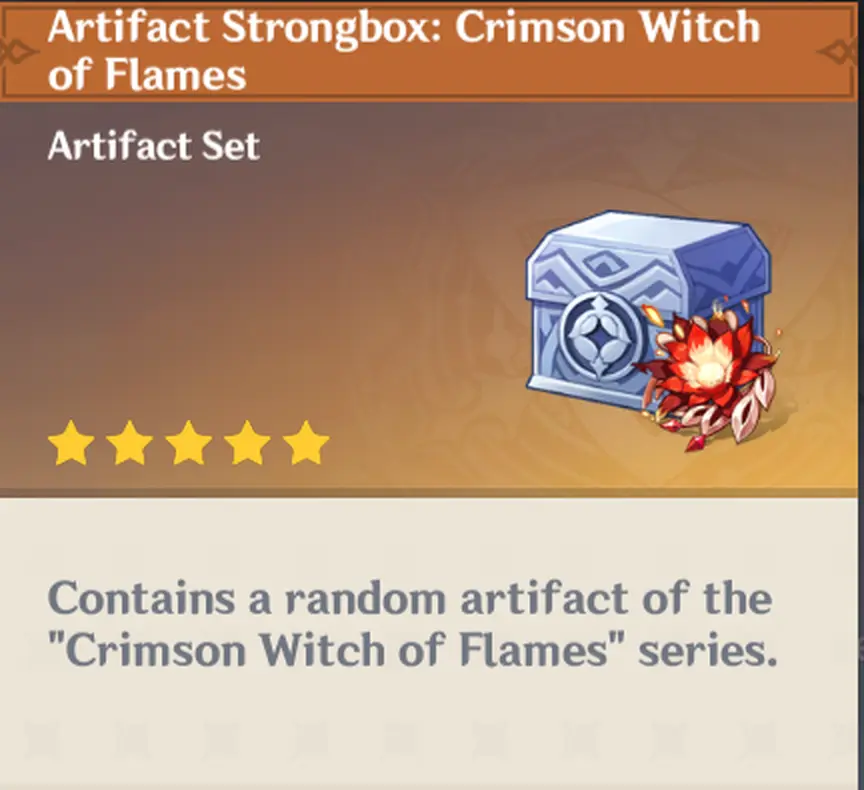 Artifact Strongbox: Crimson Witch
of Flames
Artifact Set
Contains a random artifact of the
"Crimson Witch of Flames" series.